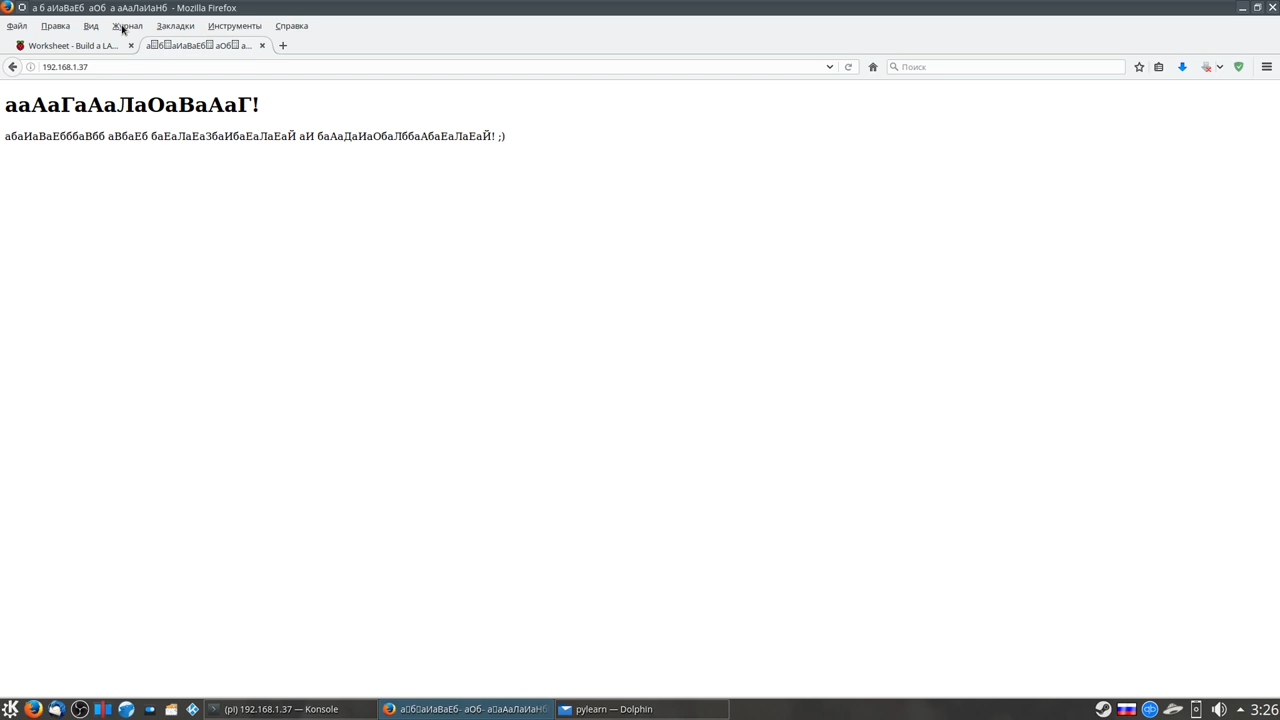 а б аИаВаЕб  аОб  а аАаЛаИаНб  - Mozilla Firefox
Файл Правка Вид Журнал Закладки Инструменты Справка
Worksheet - Build a LA...
192.168.1.37
Поиск
ааАаГаАаЛаОаВаАаГ!
абаИаВаЕбббаВбб аВбаЕб баЕаЛаЕаЗбаИбаЕаЛаЕаЙ аИ баАаДаИаОбаЛббаАбаЕаЛаЕаЙ! ;)
(pi) 192.168.1.37 — Konsole
pylearn — Dolphin
3:26